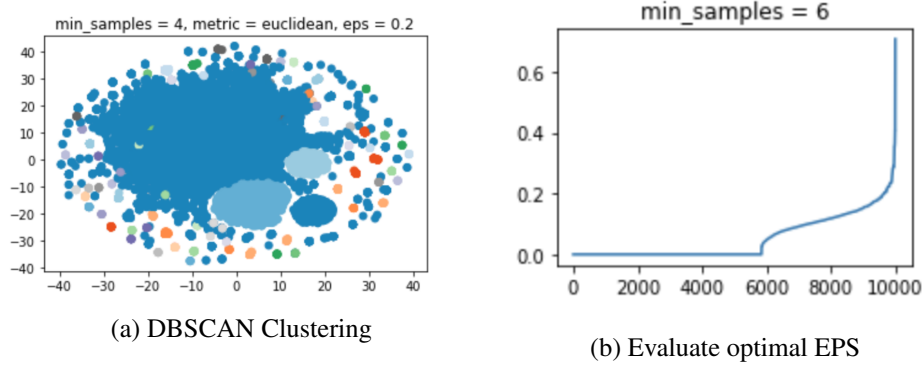 min_samples = 4, metric = euclidean, eps = 0.2
40
30
20
10
0
−10
−20
−30
−40
−40 −30 −20 −10 0 10 20 30 40
(a) DBSCAN Clustering
min_samples = 6
0.6
0.4
0.2
0.0
0 2000 4000 6000 8000 10000
(b) Evaluate optimal EPS